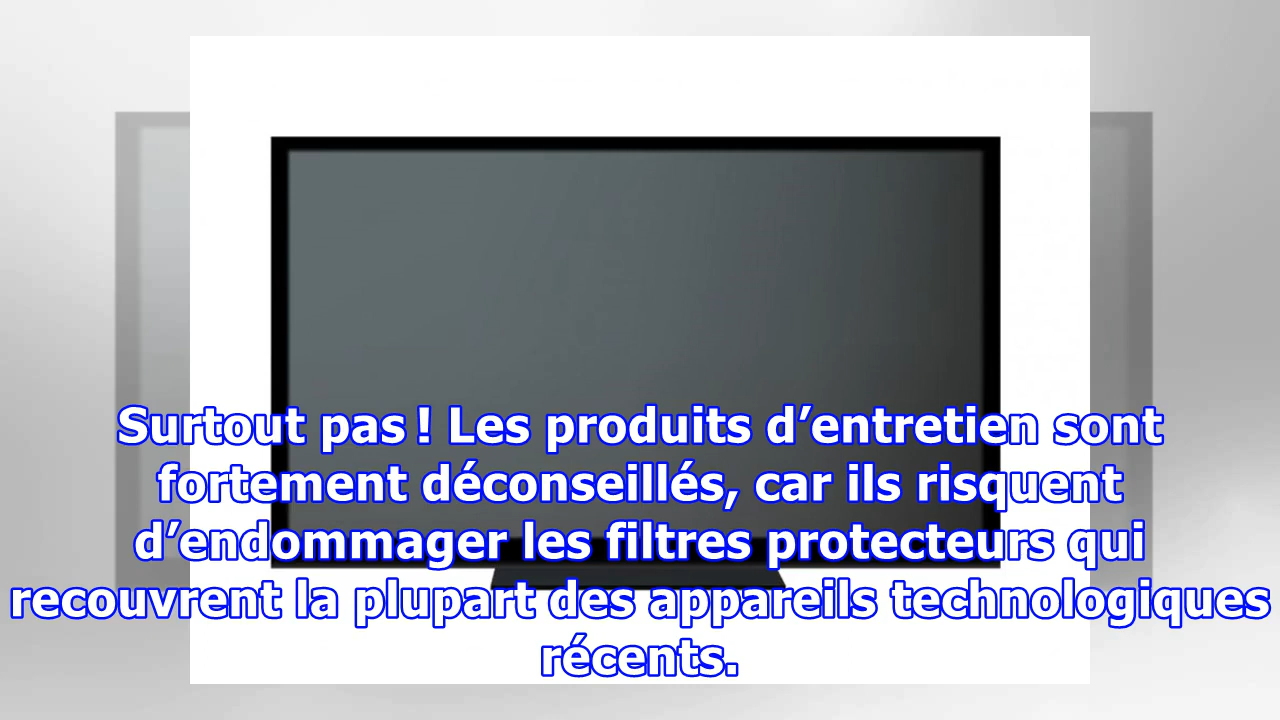 Surtout pas ! Les produits d’entretien sont
fortement déconseillés, car ils risquent
d’endommager les filtres protecteurs qui
recouvrent la plupart des appareils technologiques
récents.